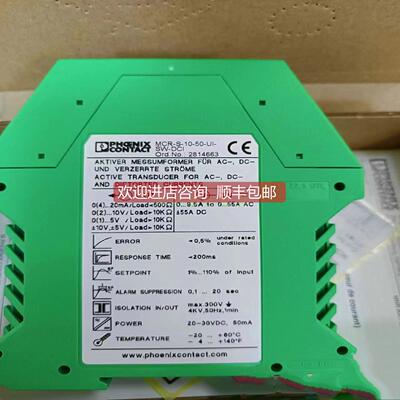 PHOENIX
CONTACT
MCR-S-10-50-UI-
SW-DCI
Ord.No.: 2814663
CE
AKTIVER MESSUMFORMER FÜR AC-, DC-
UND VERZERRTE STRÖME
ACTIVE TRANSDUCER FOR AC-, DC-
AND
欢迎进店咨询·顺丰包邮
0(4)..20mA/Load<500Ω
0(2)..10V/Load>10KΩ
0(1)..5V/Load>10KΩ
±10V,±5V/Load>10KΩ
0...9.5A to 0...55A AC
±55A DC
ERROR <0,5% under rated conditions
RESPONSE TIME ~200ms
SETPOINT 1%...110% of input
ALARM SUPPRESSION 0,1 ... 20 sec
ISOLATION IN/OUT max.300V
4KV,50Hz,1min
POWER 20-30VDC, 50mA
TEMPERATURE -20 ... +60°C
- 4 ... +140°F
www.phoenixcontact.com